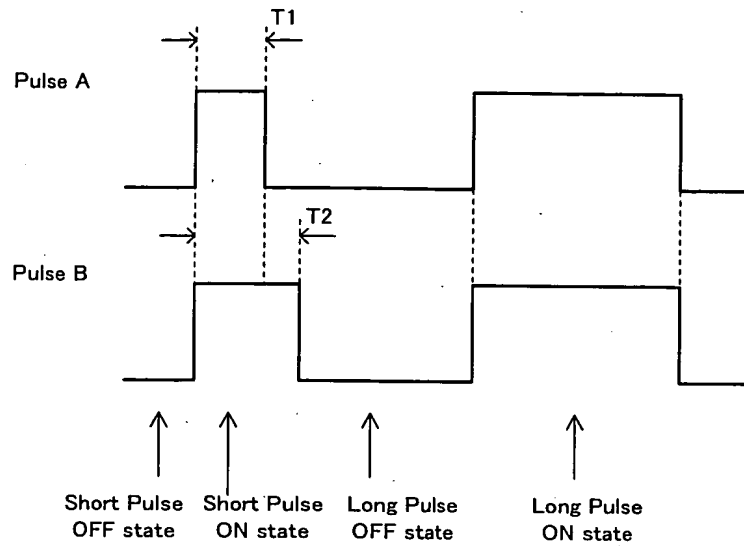 T1
Pulse A
T2
Pulse B
Short Pulse
OFF state
Short Pulse
ON state
Long Pulse
OFF state
Long Pulse
ON state